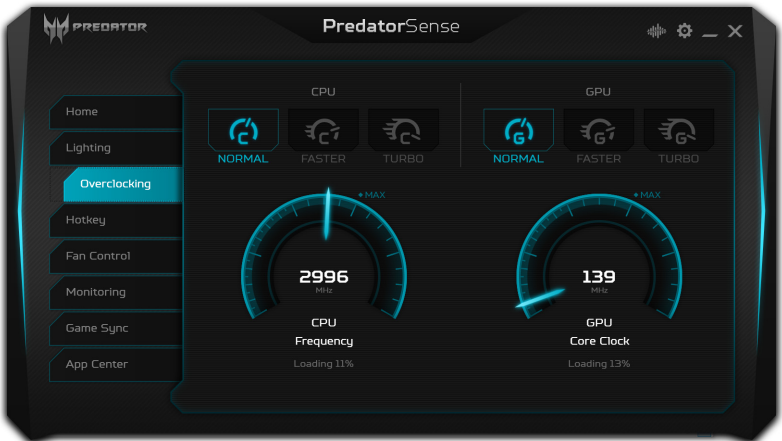 PREDATOR
PredatorSense
Home
Lighting
Overclocking
Hotkey
Fan Control
Monitoring
Game Sync
App Center
CPU
C
NORMAL
C
FASTER
C
TURBO
MAX
2996
MHz
CPU
Frequency
Loading 11%
GPU
G
NORMAL
G
FASTER
G
TURBO
MAX
139
MHz
GPU
Core Clock
Loading 13%